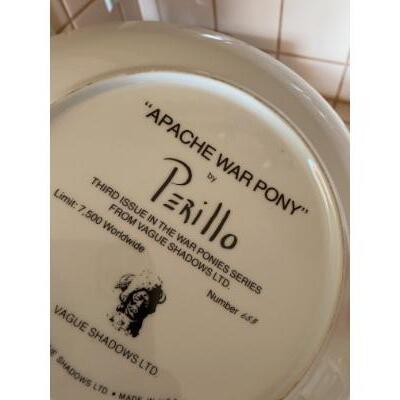 "APACHE WAR PONY"
by
PERILLO
THIRD ISSUE IN THE WAR PONIES SERIES
FROM VAGUE SHADOWS LTD.
Limit: 7,500 Worldwide
Number
VAGUE SHADOWS LTD.
SHADOWS LTD. • MADE IN